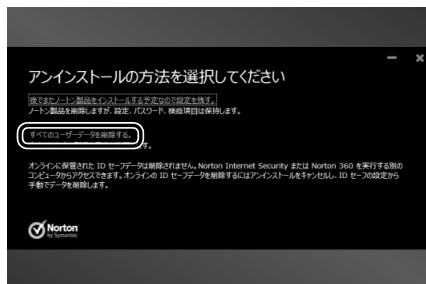 アンインストールの方法を選択してください
後でまたノートン製品をインストールする予定なので設定を残す。
ノートン製品を削除しますが、設定、パスワード、検疫項目は保持します。
すべてのユーザーデータを削除する。
す。
オンラインに保管された ID セーフデータは削除されません。Norton Internet Security または Norton 360 を実行する別の
コンピュータからアクセスできます。オンラインの ID セーフデータを削除するにはアンインストールをキャンセルし、ID セーフの設定から
手動でデータを削除します。
Norton
by Symantec